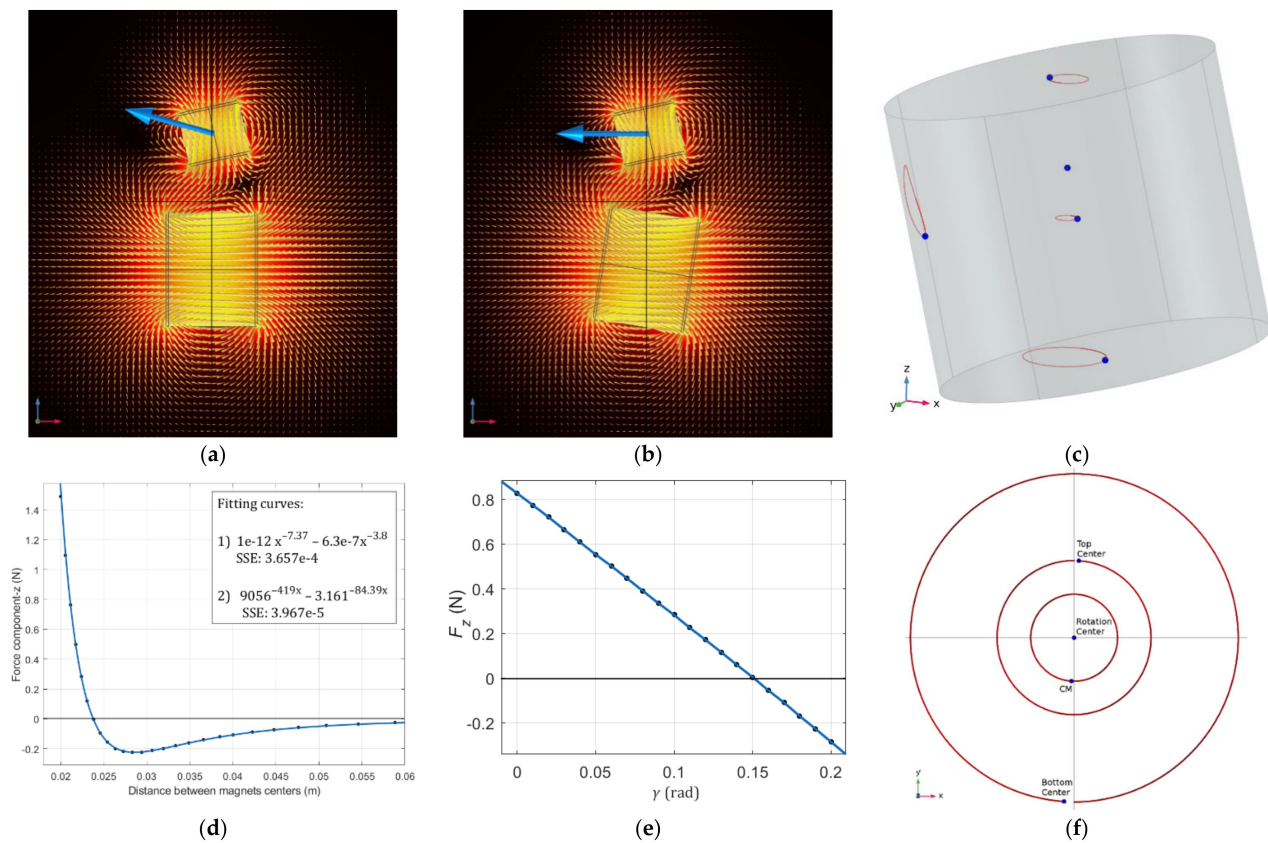 (a)
(b)
z
y
x
(c)
Fitting curves:
1) 1e-12 x^−7.37 – 6.3e-7x^−3.8
SSE: 3.657e-4
2) 9056^−419x – 3.161^−84.39x
SSE: 3.967e-5
1.4
1.2
1
0.8
0.6
0.4
0.2
0
-0.2
Force component-z (N)
0.02 0.025 0.03 0.035 0.04 0.045 0.05 0.055 0.06
Distance between magnets centers (m)
(d)
0.8
0.6
0.4
0.2
0
-0.2
F_z (N)
0 0.05 0.1 0.15 0.2
γ (rad)
(e)
Top
Center
Rotation
Center
CM
Bottom
Center
y
x
(f)